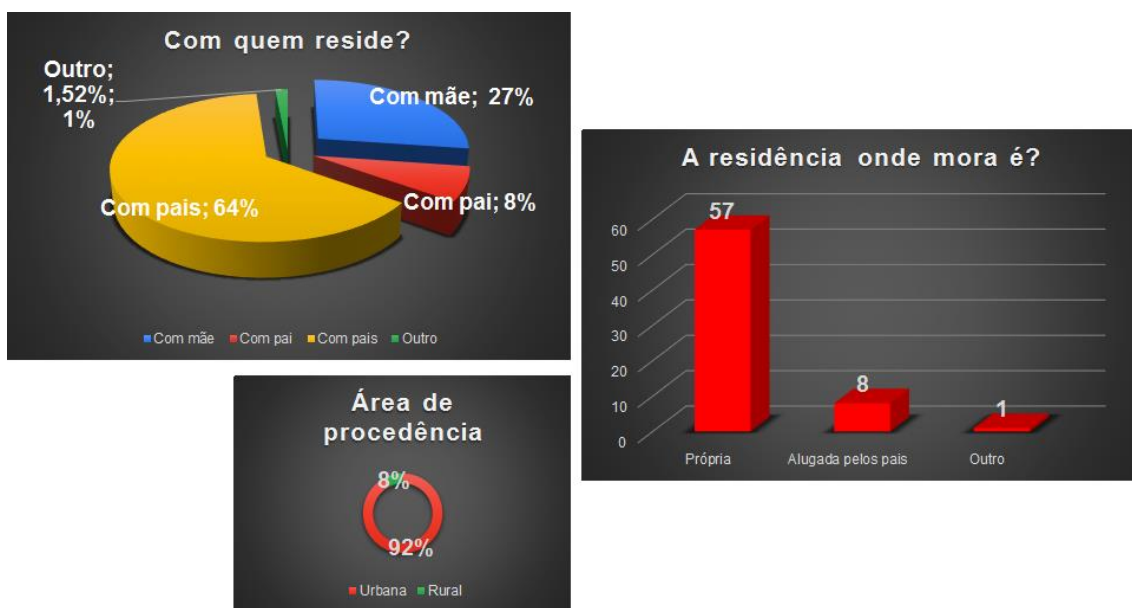 Com quem reside?
Outro;
1,52%;
1%
Com mãe; 27%
Com pais; 64%
Com pai; 8%
Com mãe Com pai Com pais Outro
A residência onde mora é?
57
8
1
60
50
40
30
20
10
0
Própria Alugada pelos pais Outro
Área de
procedência
8%
92%
Urbana Rural